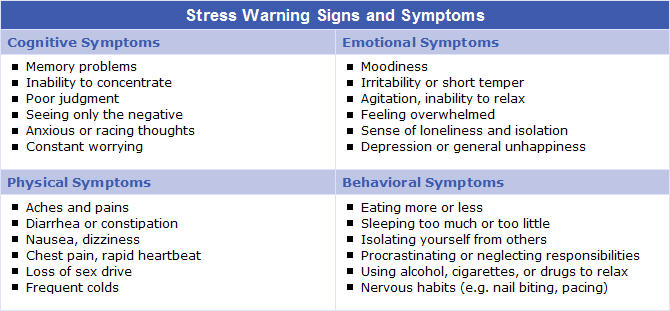 Stress Warning Signs and Symptoms
Cognitive Symptoms
Memory problems
Inability to concentrate
Poor judgment
Seeing only the negative
Anxious or racing thoughts
Constant worrying
Emotional Symptoms
Moodiness
Irritability or short temper
Agitation, inability to relax
Feeling overwhelmed
Sense of loneliness and isolation
Depression or general unhappiness
Physical Symptoms
Aches and pains
Diarrhea or constipation
Nausea, dizziness
Chest pain, rapid heartbeat
Loss of sex drive
Frequent colds
Behavioral Symptoms
Eating more or less
Sleeping too much or too little
Isolating yourself from others
Procrastinating or neglecting responsibilities
Using alcohol, cigarettes, or drugs to relax
Nervous habits (e.g. nail biting, pacing)